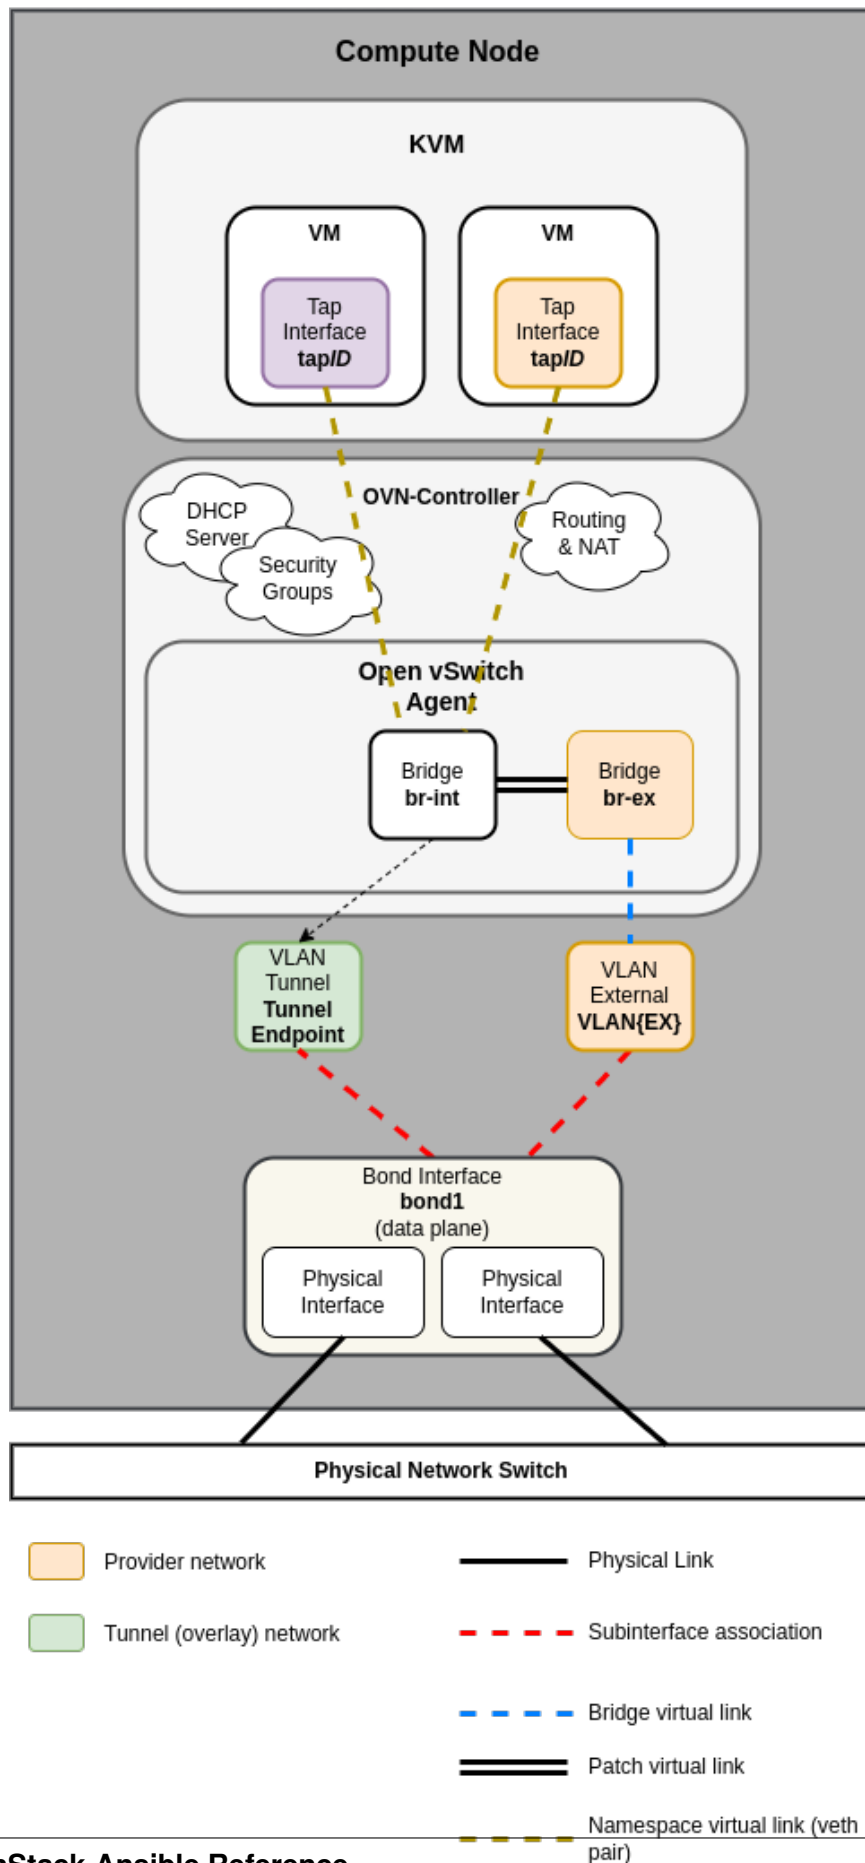 Compute Node
KVM
VM
VM
Tap
Interface
tapID
Tap
Interface
tapID
OVN-Controller
DHCP
Server
Security
Groups
Routing
& NAT
Open vSwitch
Agent
Bridge
br-int
Bridge
br-ex
VLAN
Tunnel
Tunnel
Endpoint
VLAN
External
VLAN{EX}
Bond Interface
bond1
(data plane)
Physical
Interface
Physical
Interface
Physical Network Switch
Provider network
Physical Link
Tunnel (overlay) network
Subinterface association
Bridge virtual link
Patch virtual link
Namespace virtual link (veth
pair)
nStack-Ansible Reference